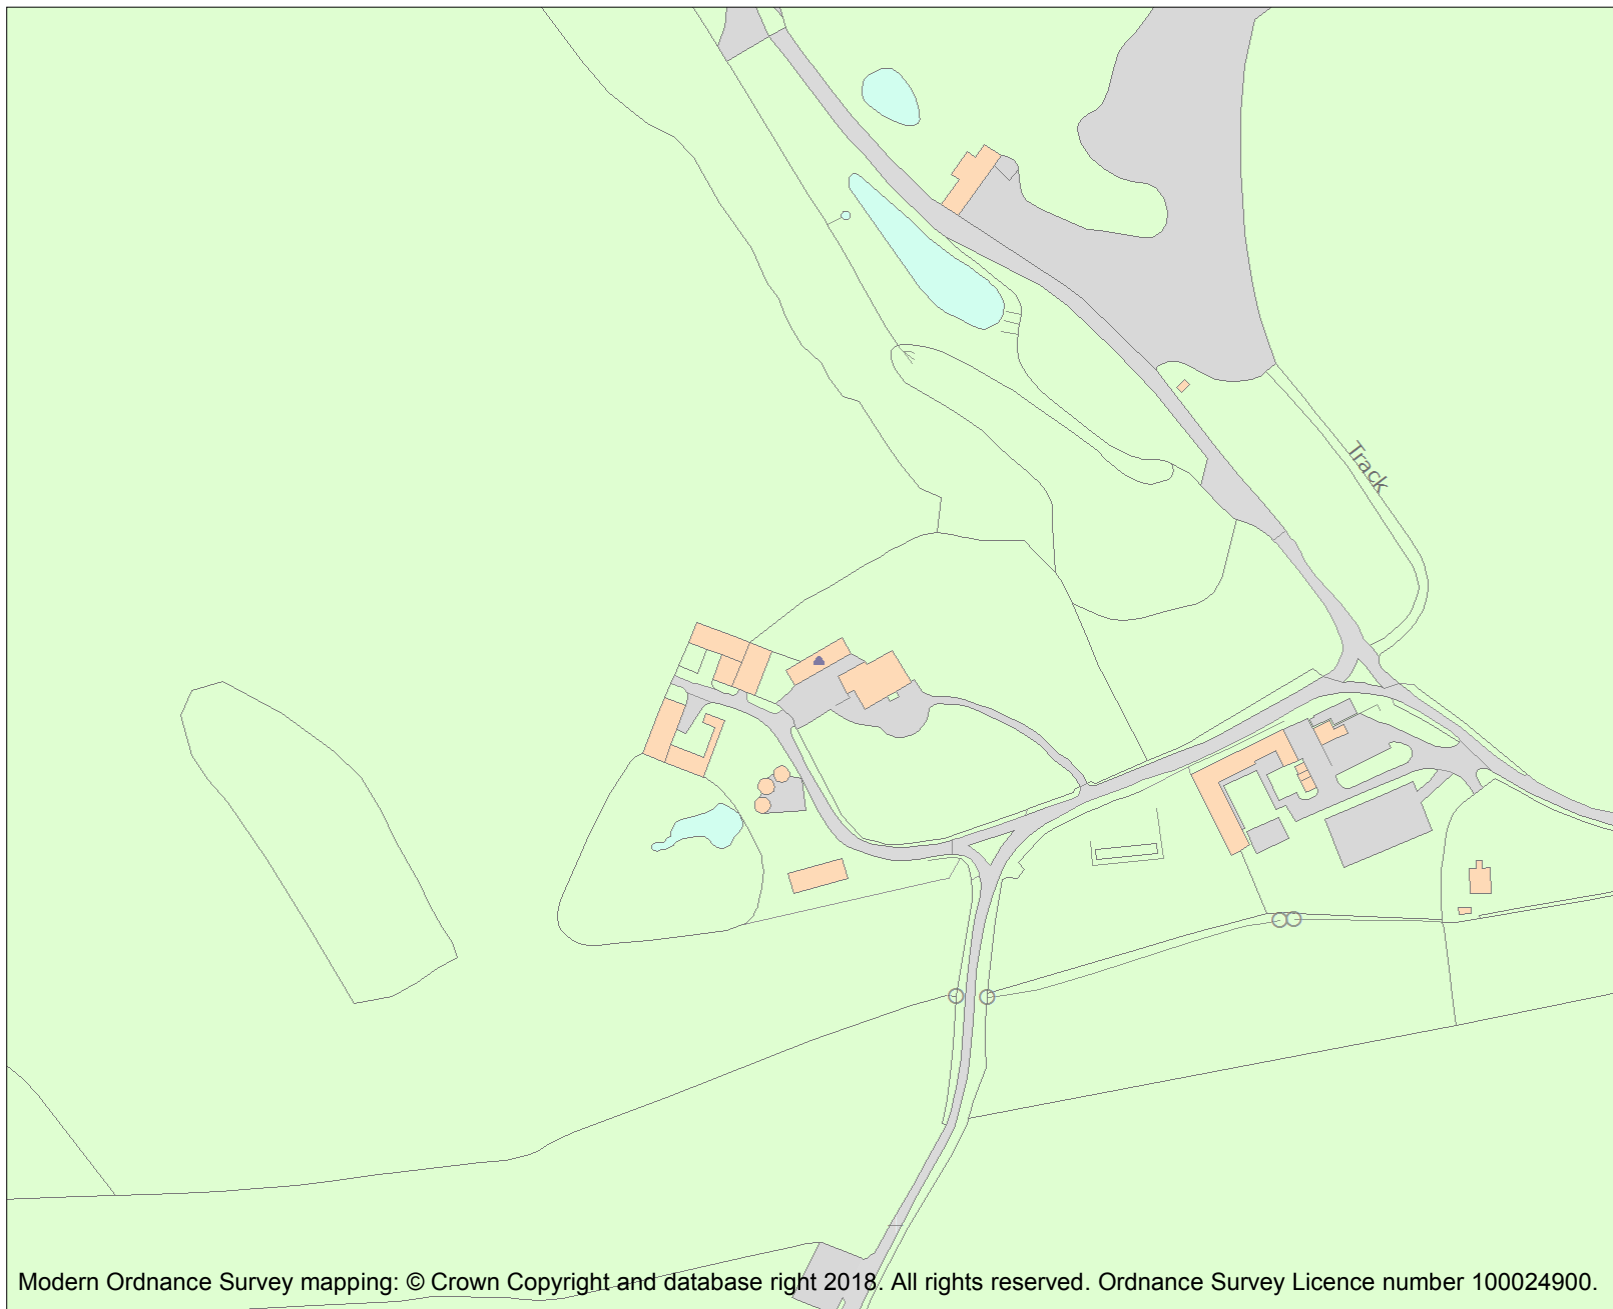 Track
Modern Ordnance Survey mapping: © Crown Copyright and database right 2018. All rights reserved. Ordnance Survey Licence number 100024900.